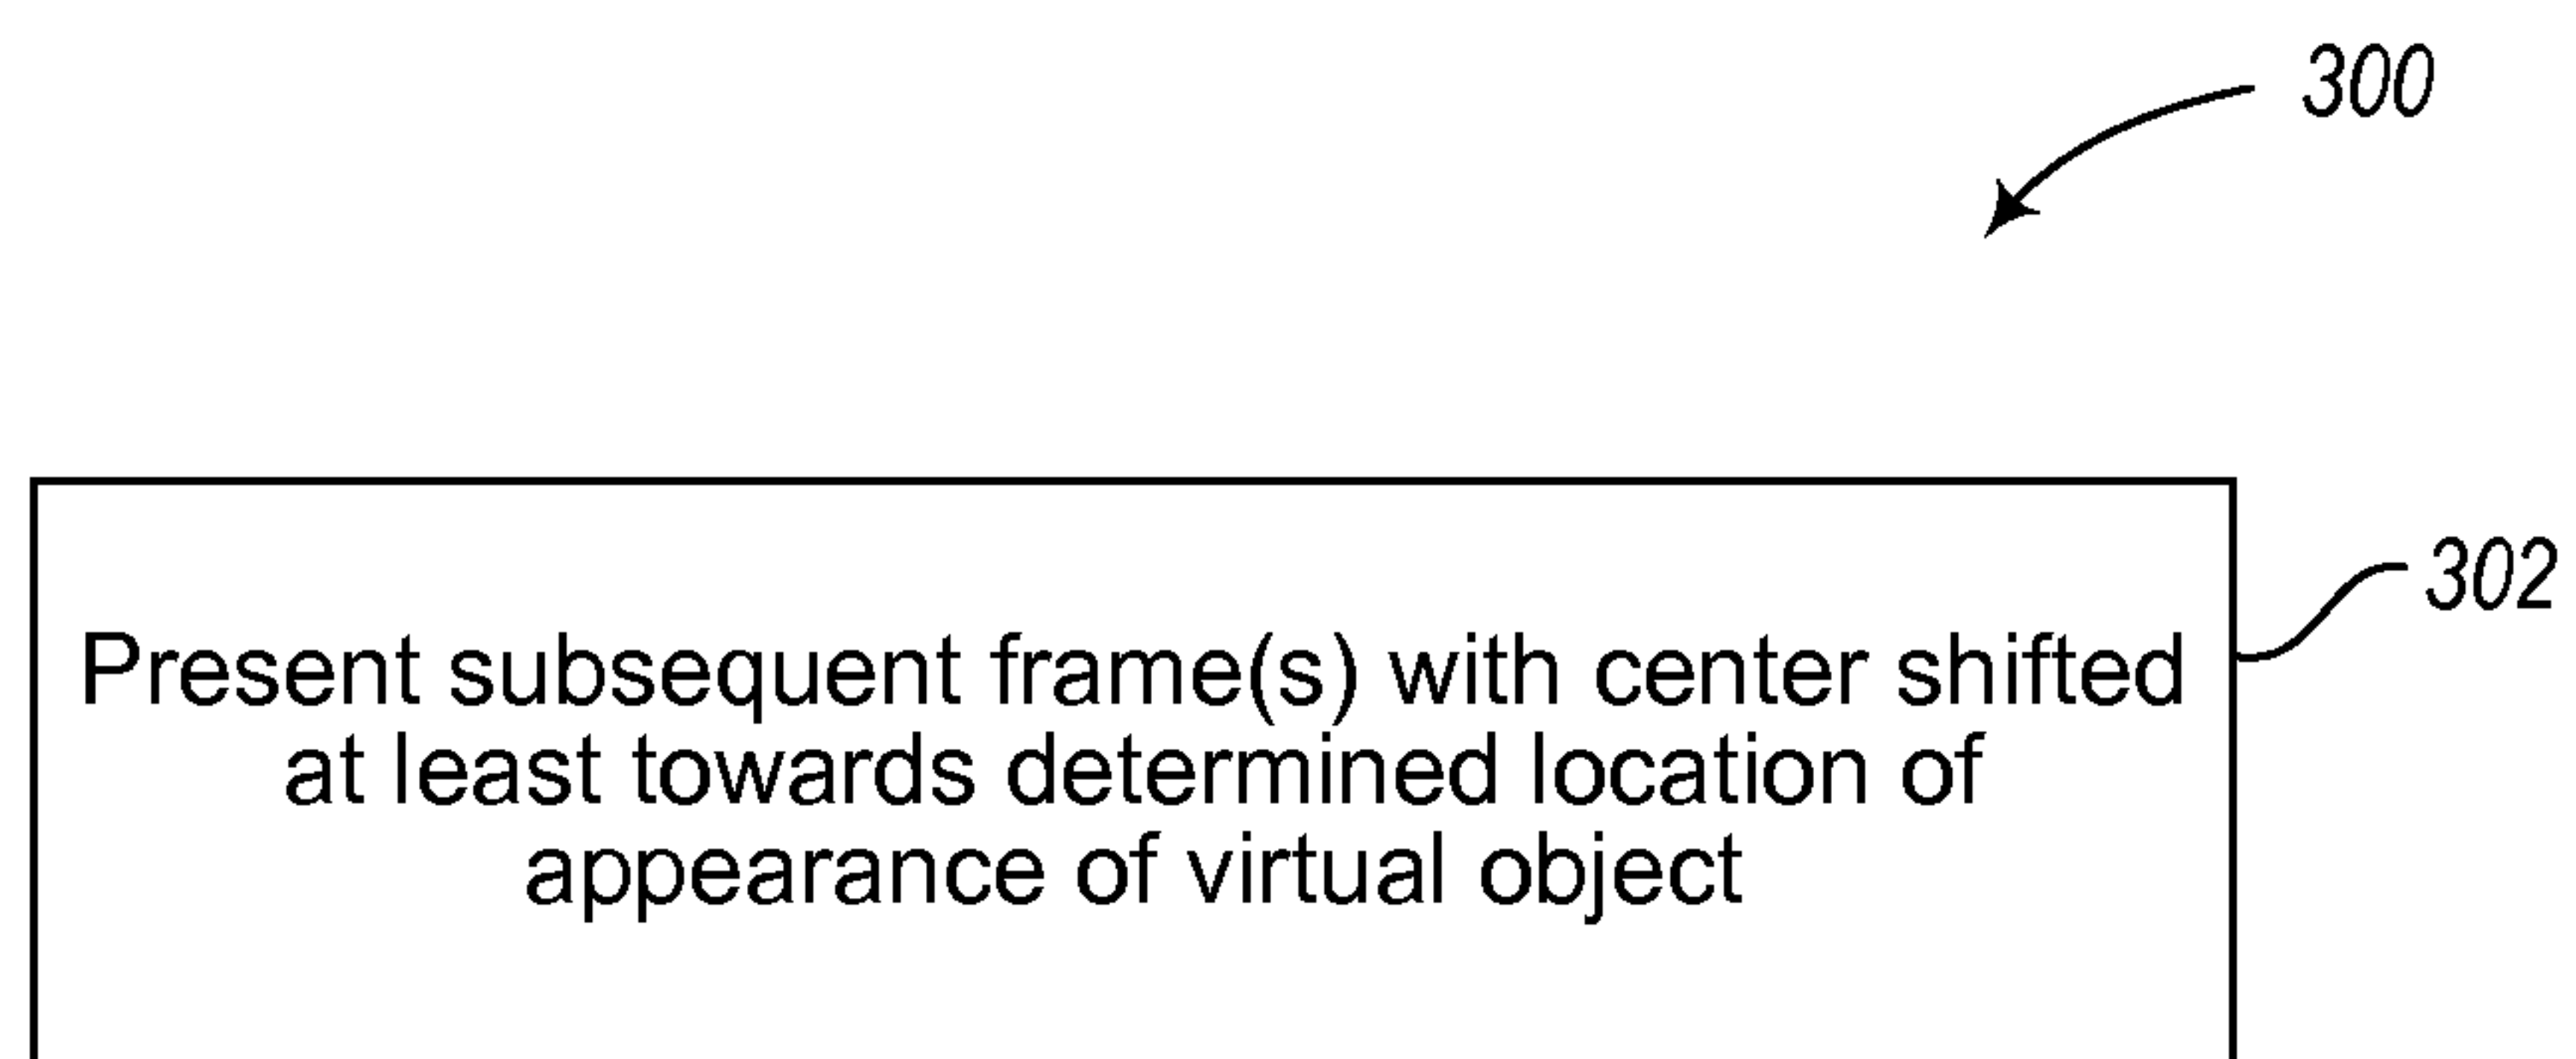 300
302
Present subsequent frame(s) with center shifted
at least towards determined location of
appearance of virtual object